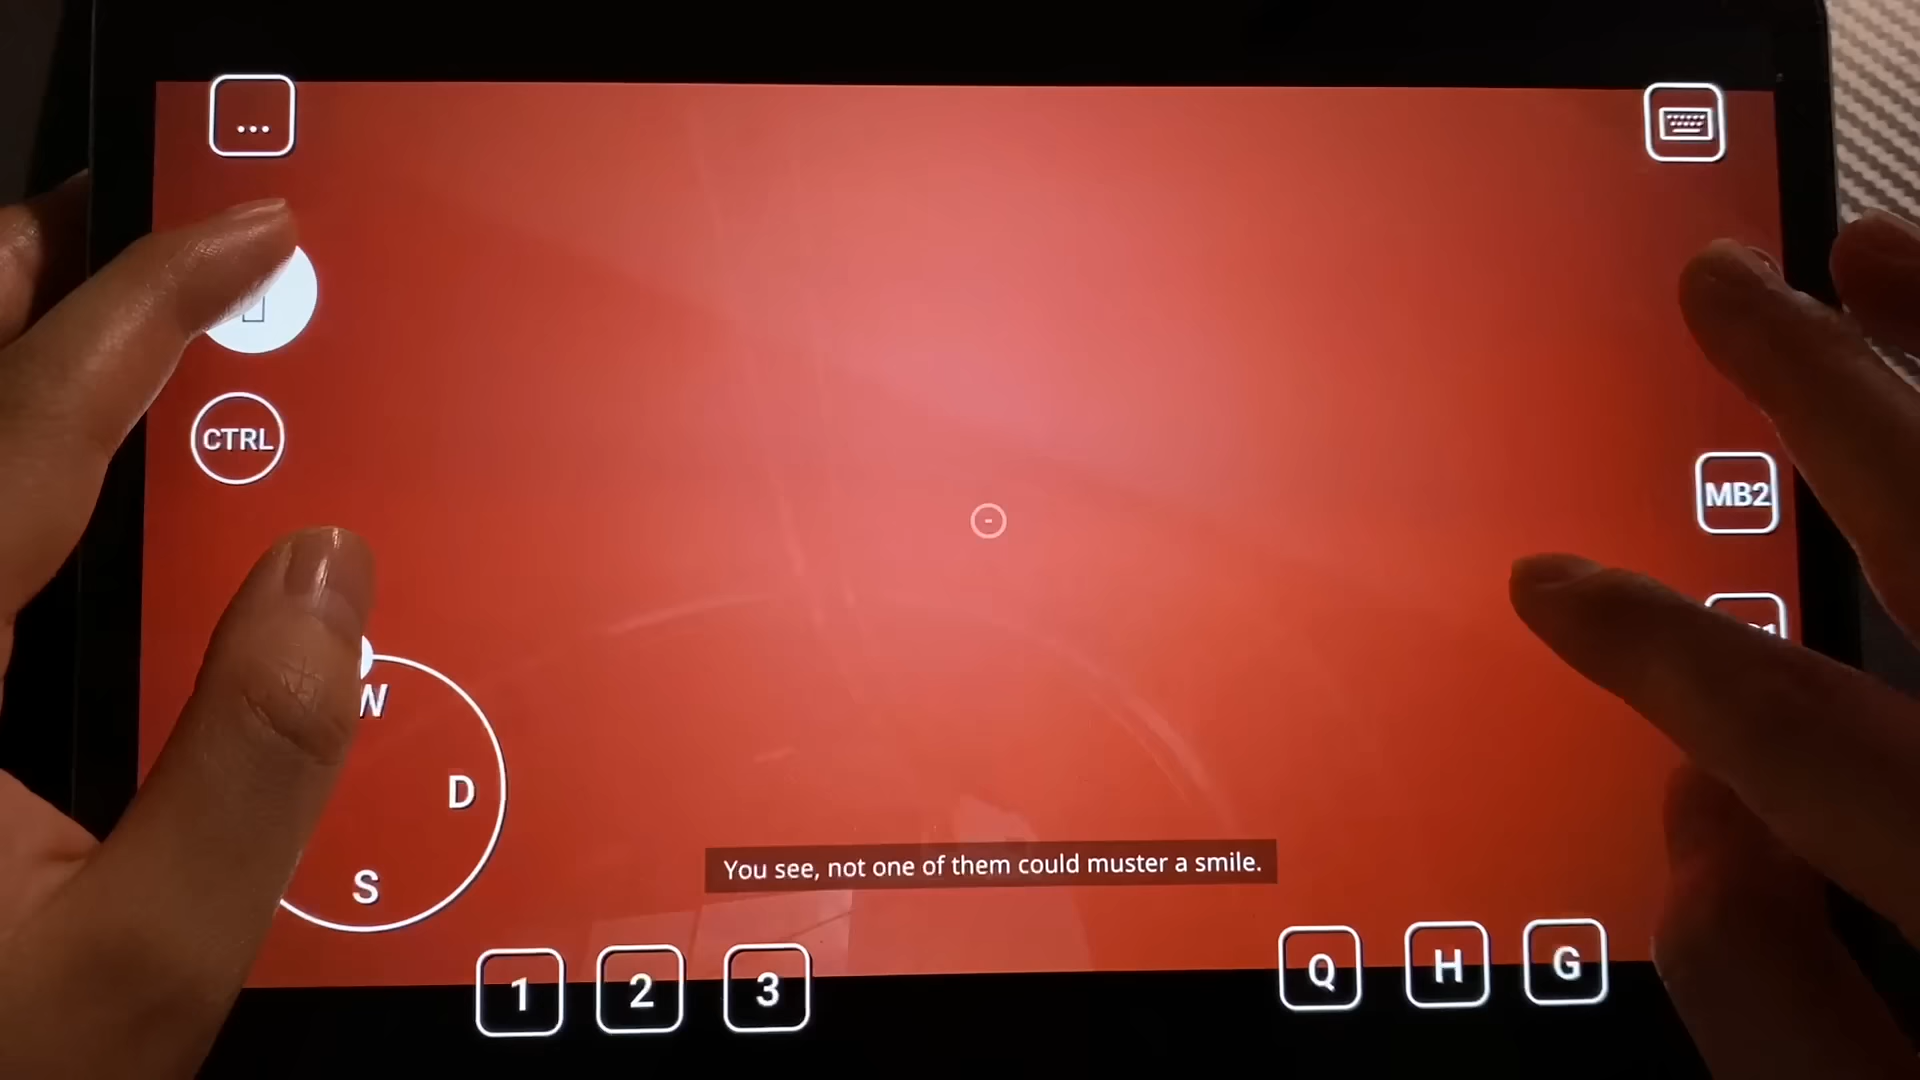 ...
CTRL
MB2
W
D
S
You see, not one of them could muster a smile.
1
2
3
Q
H
G